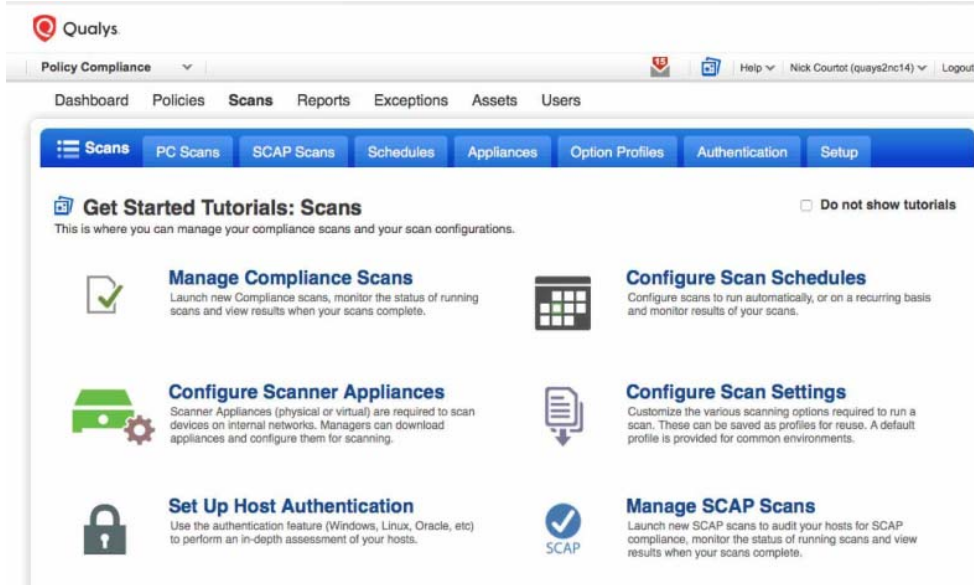 Qualys.
Policy Compliance
15
Help
Nick Courtot (quays2nc14)
Logout
Dashboard Policies Scans Reports Exceptions Assets Users
Scans PC Scans SCAP Scans Schedules Appliances Option Profiles Authentication Setup
Get Started Tutorials: Scans
Do not show tutorials
This is where you can manage your compliance scans and your scan configurations.
Manage Compliance Scans
Launch new Compliance scans, monitor the status of running
scans and view results when your scans complete.
Configure Scan Schedules
Configure scans to run automatically, or on a recurring basis
and monitor results of your scans.
Configure Scanner Appliances
Scanner Appliances (physical or virtual) are required to scan
devices on internal networks. Managers can download
appliances and configure them for scanning.
Configure Scan Settings
Customize the various scanning options required to run a
scan. These can be saved as profiles for reuse. A default
profile is provided for common environments.
Set Up Host Authentication
Use the authentication feature (Windows, Linux, Oracle, etc)
to perform an in-depth assessment of your hosts.
SCAP
Manage SCAP Scans
Launch new SCAP scans to audit your hosts for SCAP
compliance, monitor the status of running scans and view
results when your scans complete.